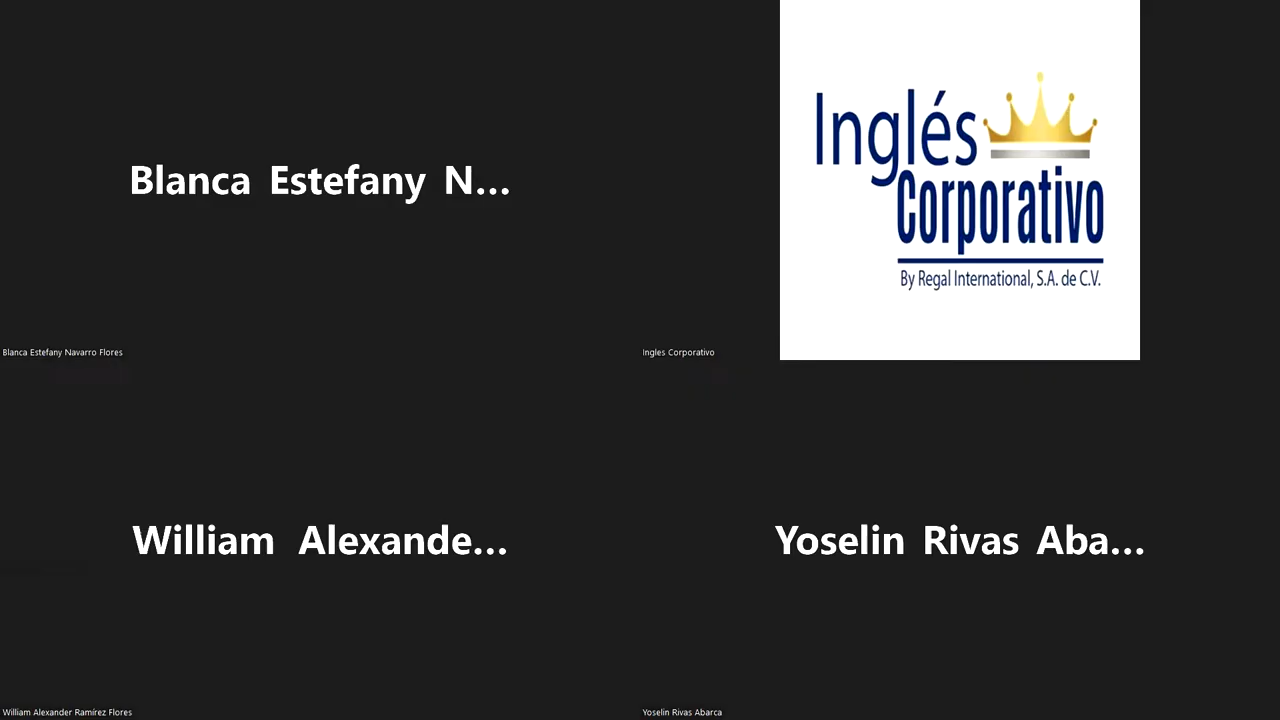 Blanca Estefany N...
Inglés
Corporativo
By Regal International, S.A. de C.V.
Blanca Estefany Navarro Flores
Ingles Corporativo
William Alexande...
Yoselin Rivas Aba...
William Alexander Ramírez Flores
Yoselin Rivas Abarca